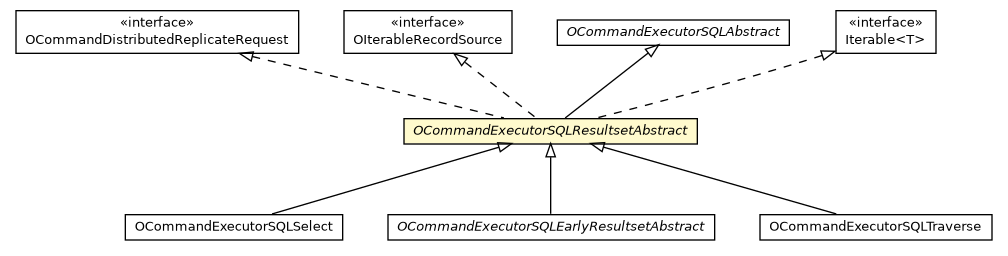 «interface»
OCommandDistributedReplicateRequest
«interface»
OIterableRecordSource
OCommandExecutorSQLAbstract
«interface»
Iterable<T>
OCommandExecutorSQLResultsetAbstract
OCommandExecutorSQLSelect
OCommandExecutorSQLEarlyResultsetAbstract
OCommandExecutorSQLTraverse